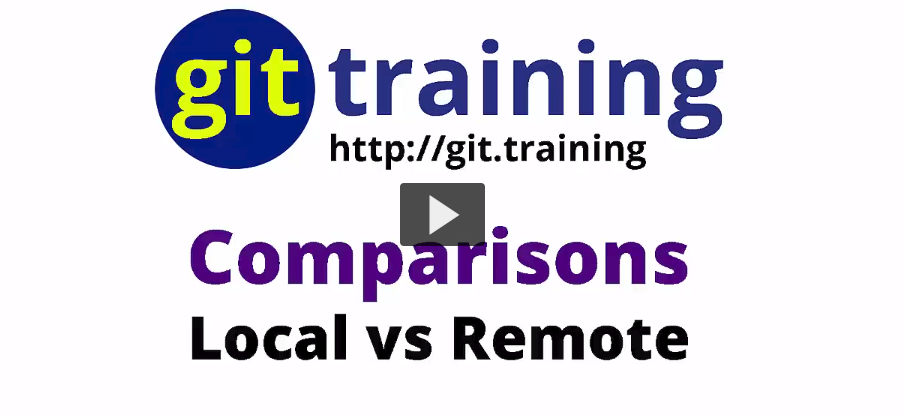 git training
http://git.training
Comparisons
Local vs Remote